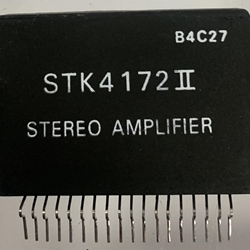 B4C27
STK4172II
STEREO AMPLIFIER